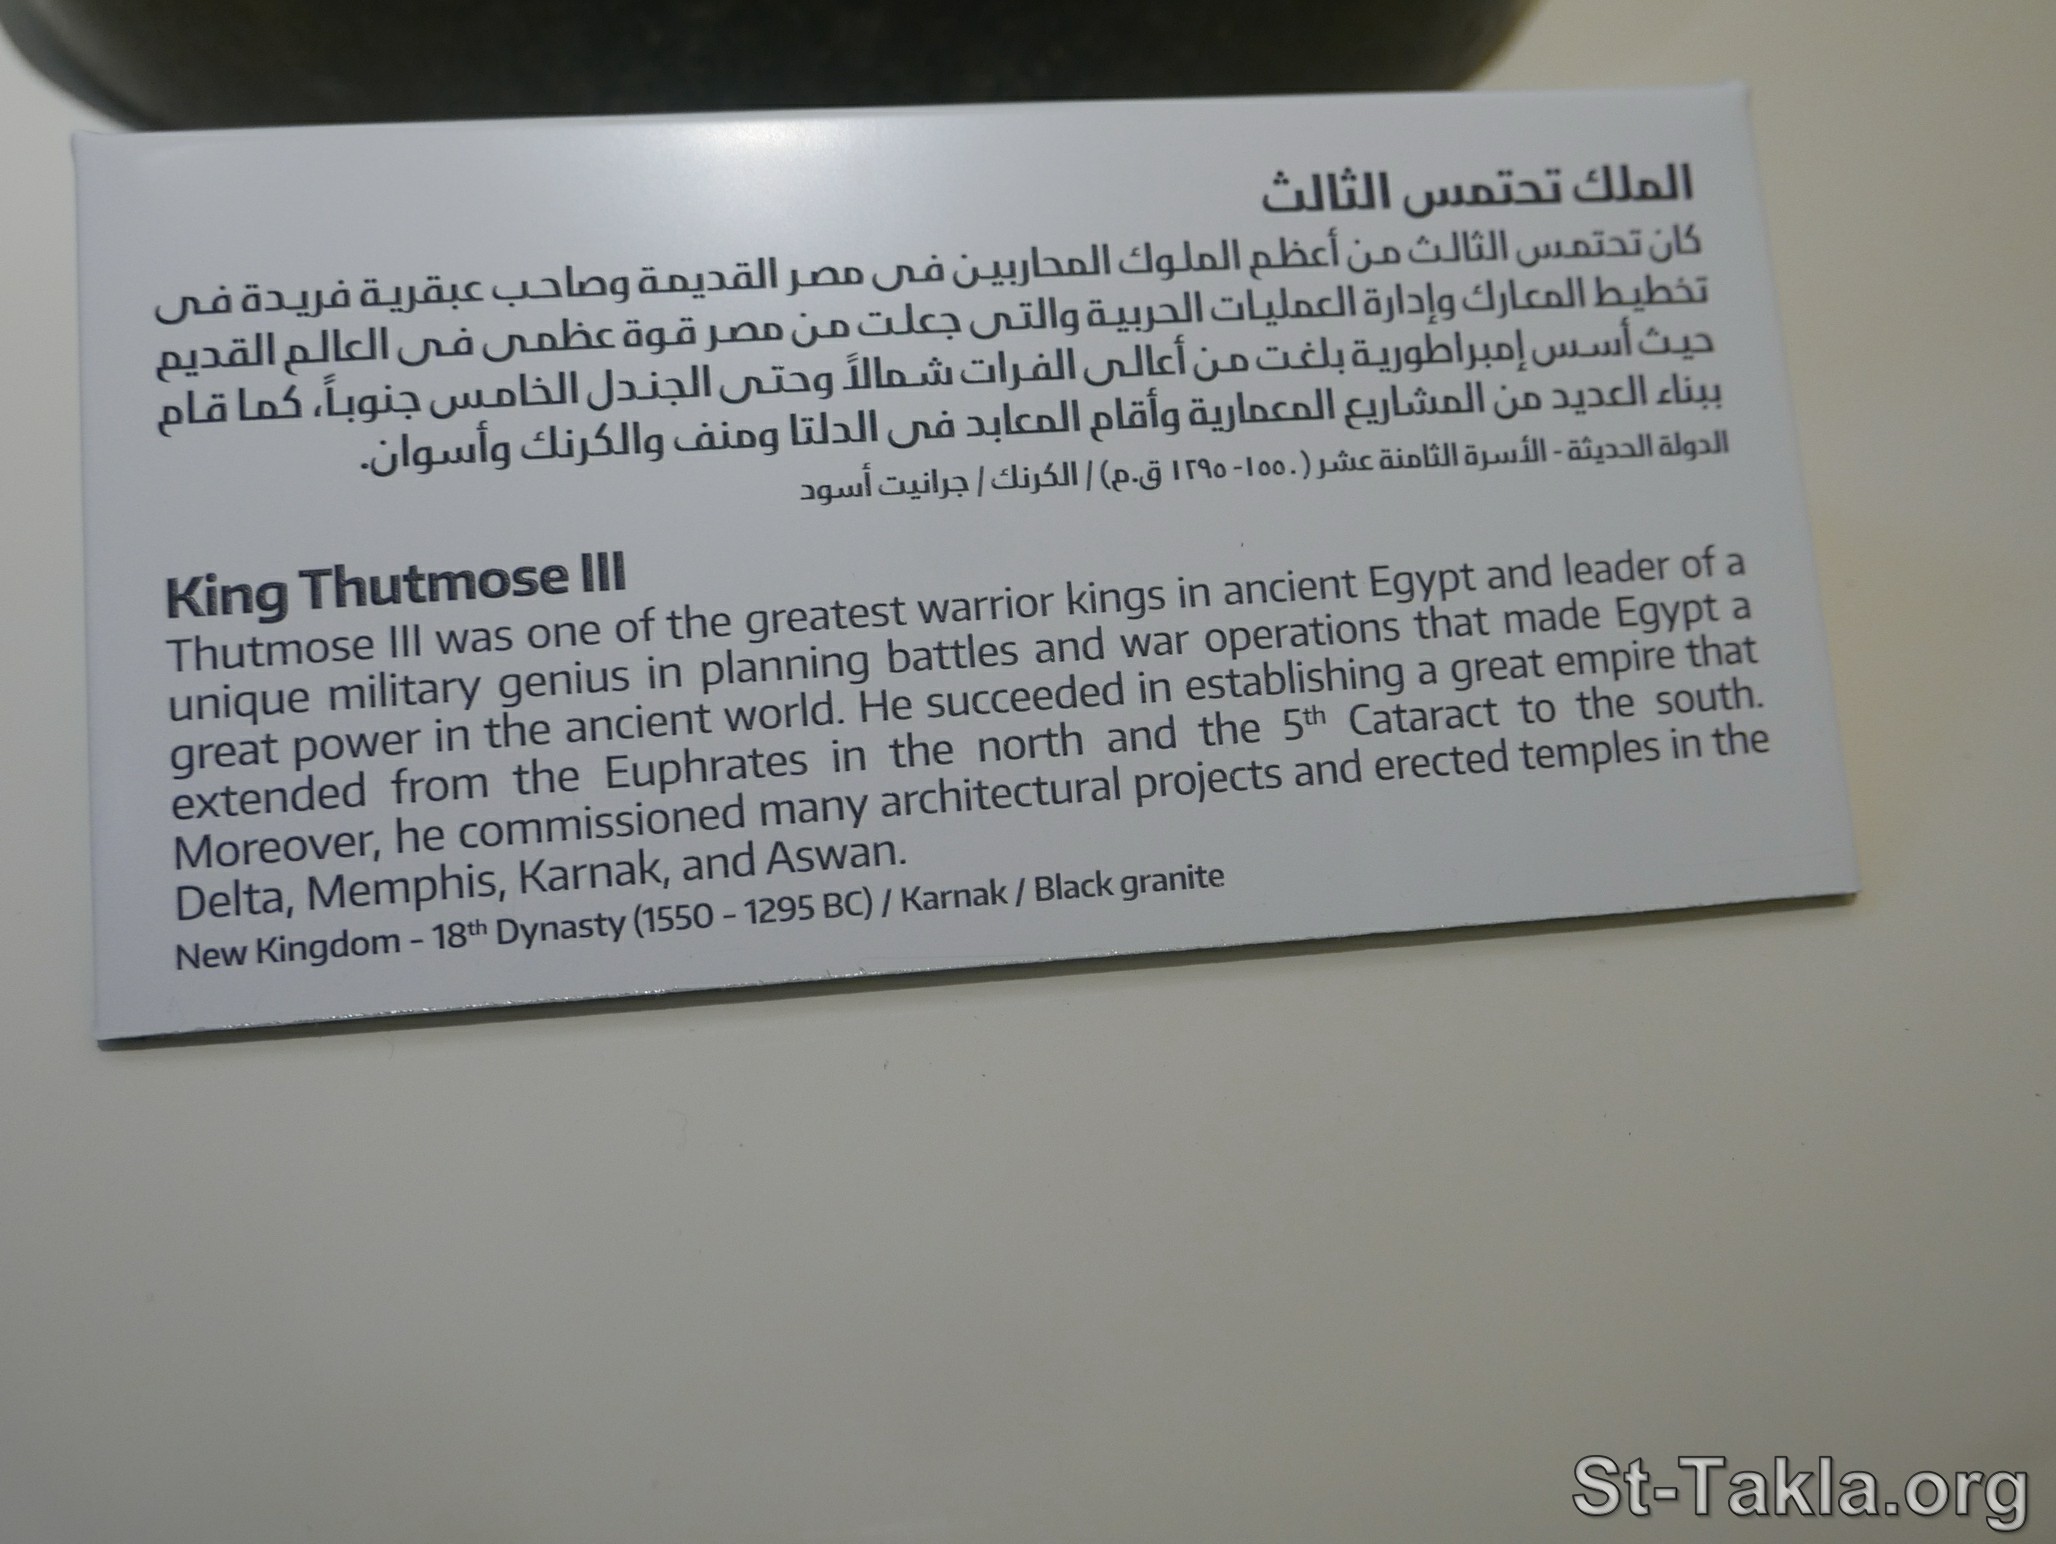 الملك تحتمس الثالث
كان تحتمس الثالث من أعظم الملوك المحاربين فى مصر القديمة وصاحب عبقرية فريدة فى
تخطيط المعارك وإدارة العمليات الحربية والتى جعلت من مصر قوة عظمى فى العالم القديم
حيث أسس إمبراطورية بلغت من أعالى الفرات شمالاً وحتى الجندل الخامس جنوباً، كما قام
ببناء العديد من المشاريع المعمارية وأقام المعابد فى الدلتا ومنف والكرنك وأسوان.
الدولة الحديثة - الأسرة الثامنة عشر (١٥٥٠- ١٢٩٥ ق.م) / الكرنك / جرانيت أسود
King Thutmose III
Thutmose III was one of the greatest warrior kings in ancient Egypt and leader of a
unique military genius in planning battles and war operations that made Egypt a
great power in the ancient world. He succeeded in establishing a great empire that
extended from the Euphrates in the north and the 5th Cataract to the south.
Moreover, he commissioned many architectural projects and erected temples in the
Delta, Memphis, Karnak, and Aswan.
New Kingdom - 18th Dynasty (1550 - 1295 BC) / Karnak / Black granite
St-Takla.org